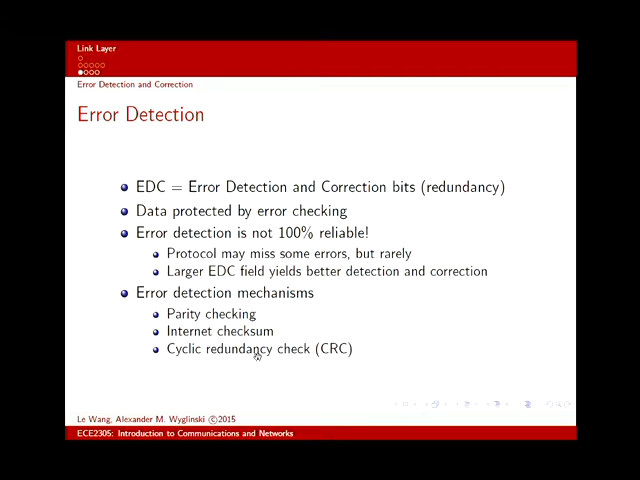 Link Layer
Error Detection and Correction
Error Detection
EDC = Error Detection and Correction bits (redundancy)
Data protected by error checking
Error detection is not 100% reliable!
Protocol may miss some errors, but rarely
Larger EDC field yields better detection and correction
Error detection mechanisms
Parity checking
Internet checksum
Cyclic redundancy check (CRC)
Le Wang, Alexander M. Wyglinski ©2015
ECE2305: Introduction to Communications and Networks